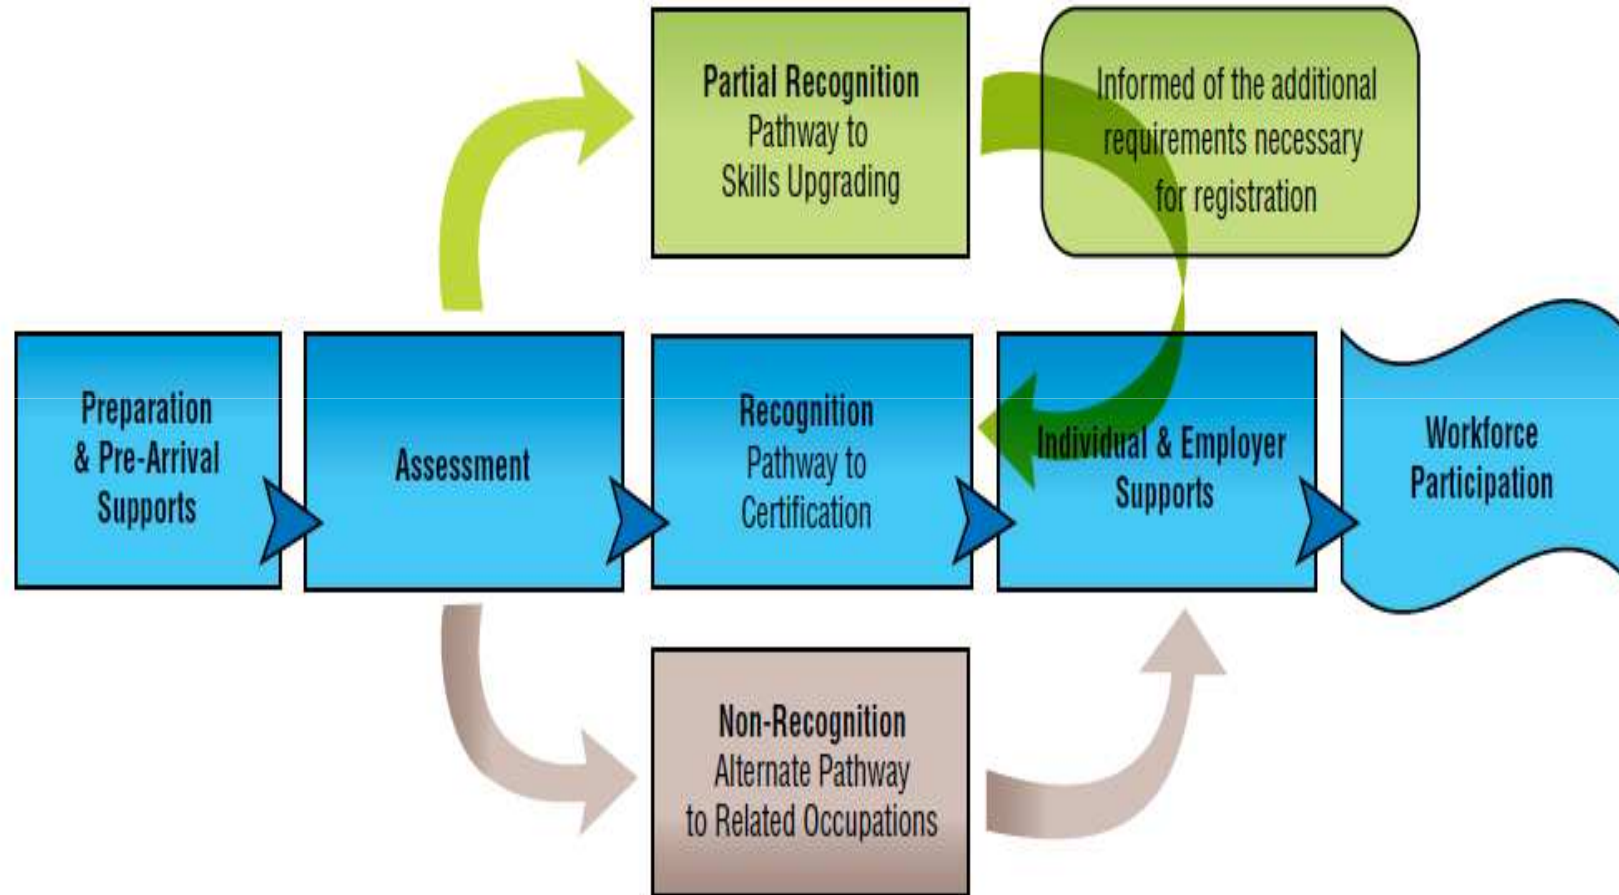 Partial Recognition
Pathway to
Skills Upgrading
Informed of the additional
requirements necessary
for registration
Preparation
& Pre-Arrival
Supports
Assessment
Recognition
Pathway to
Certification
Individual & Employer
Supports
Workforce
Participation
Non-Recognition
Alternate Pathway
to Related Occupations